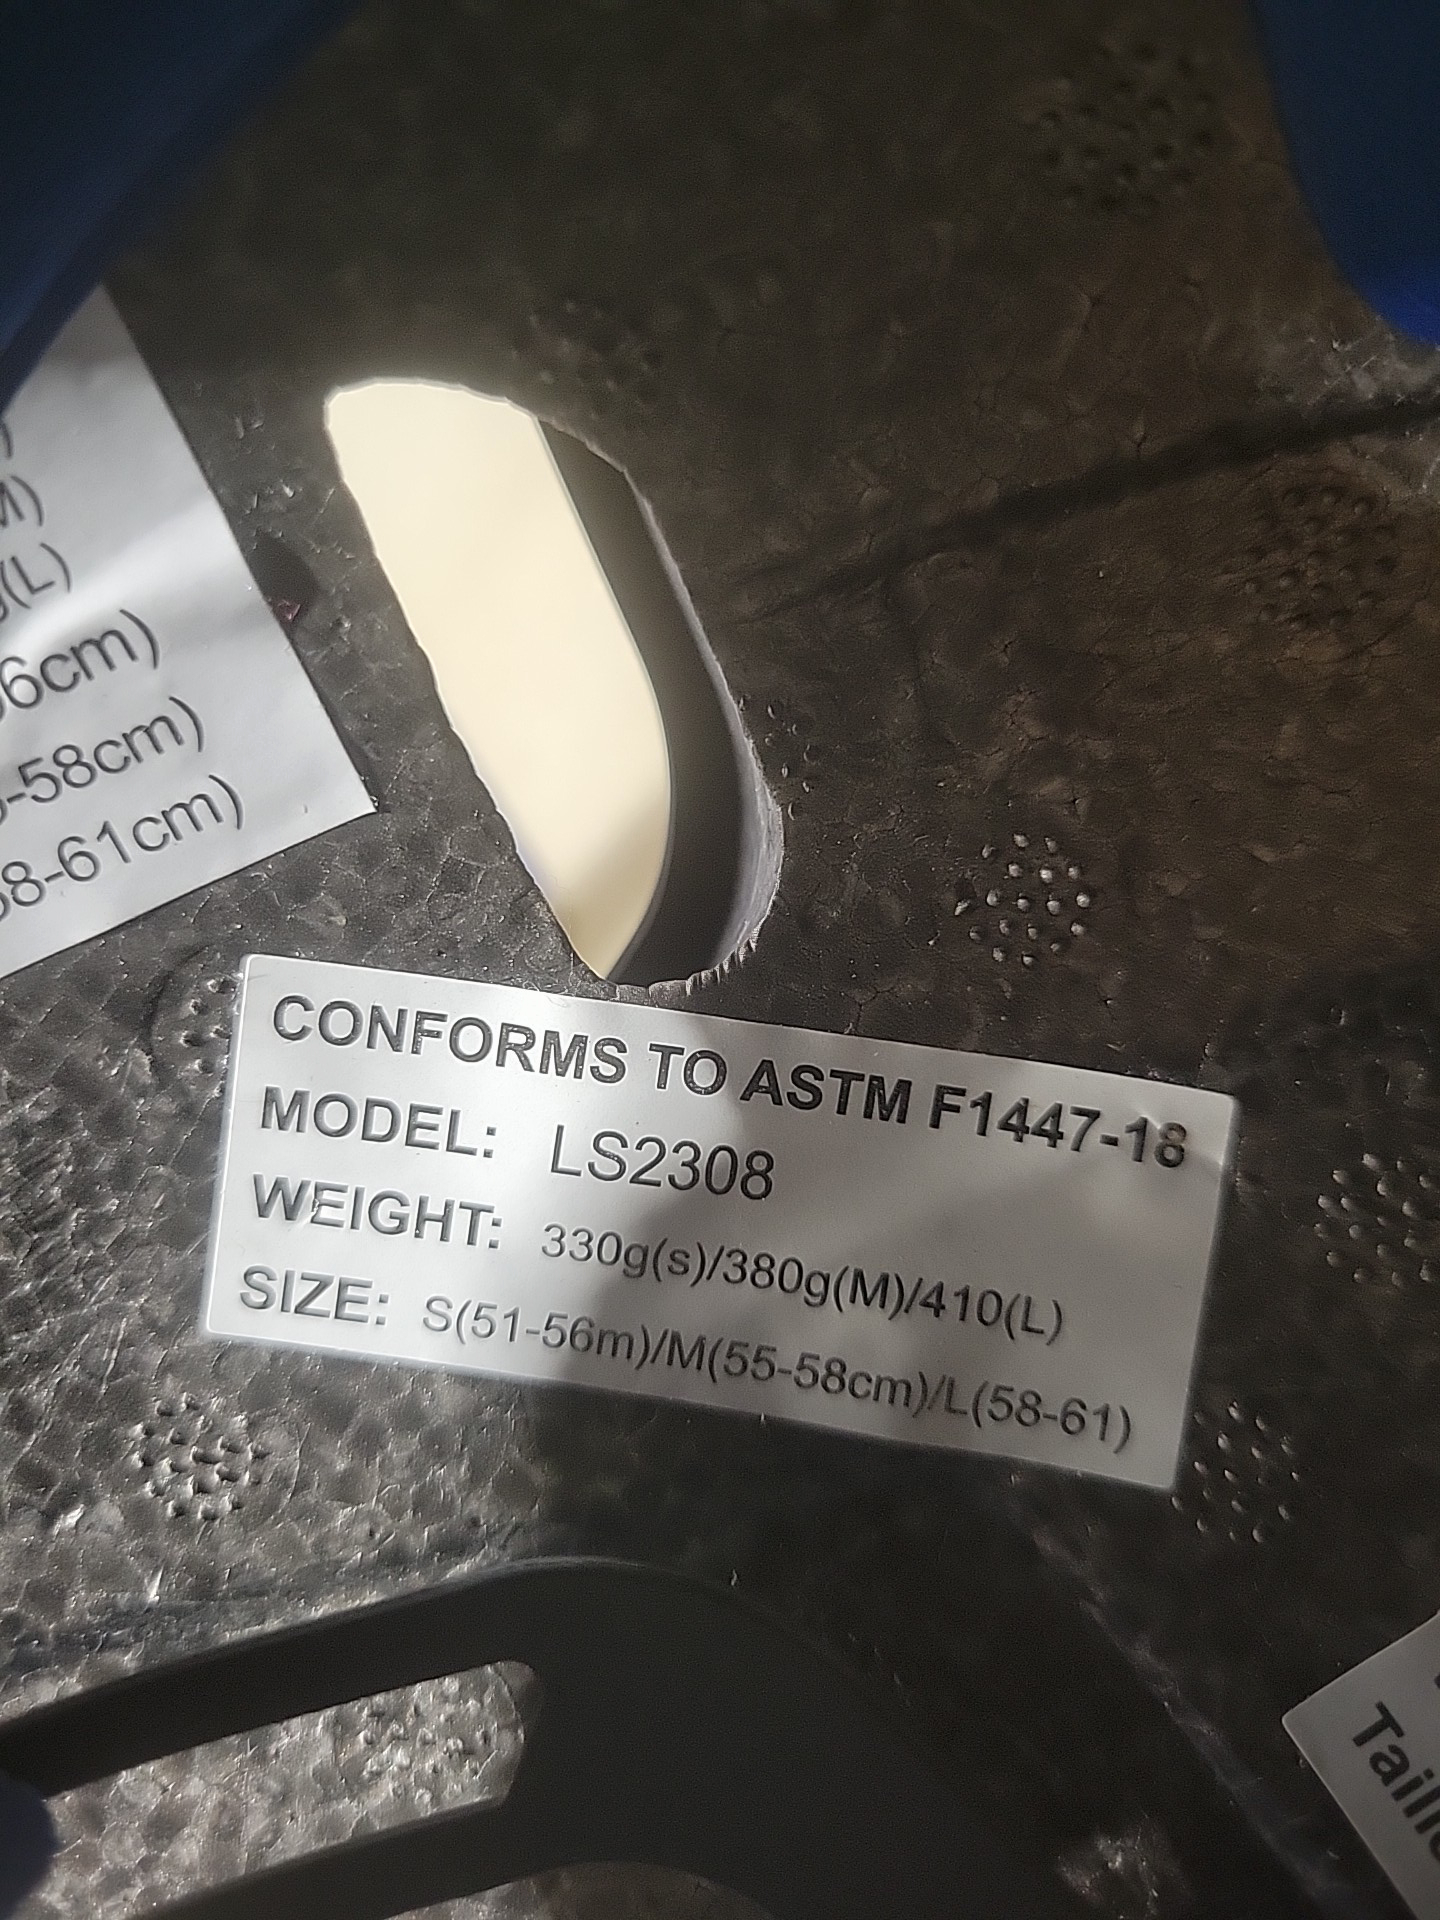 M)
(L)
6cm)
-58cm)
8-61cm)
CONFORMS TO ASTM F1447-18
MODEL: LS2308
WEIGHT: 330g(s)/380g(M)/410(L)
SIZE: S(51-56m)/M(55-58cm)/L(58-61)